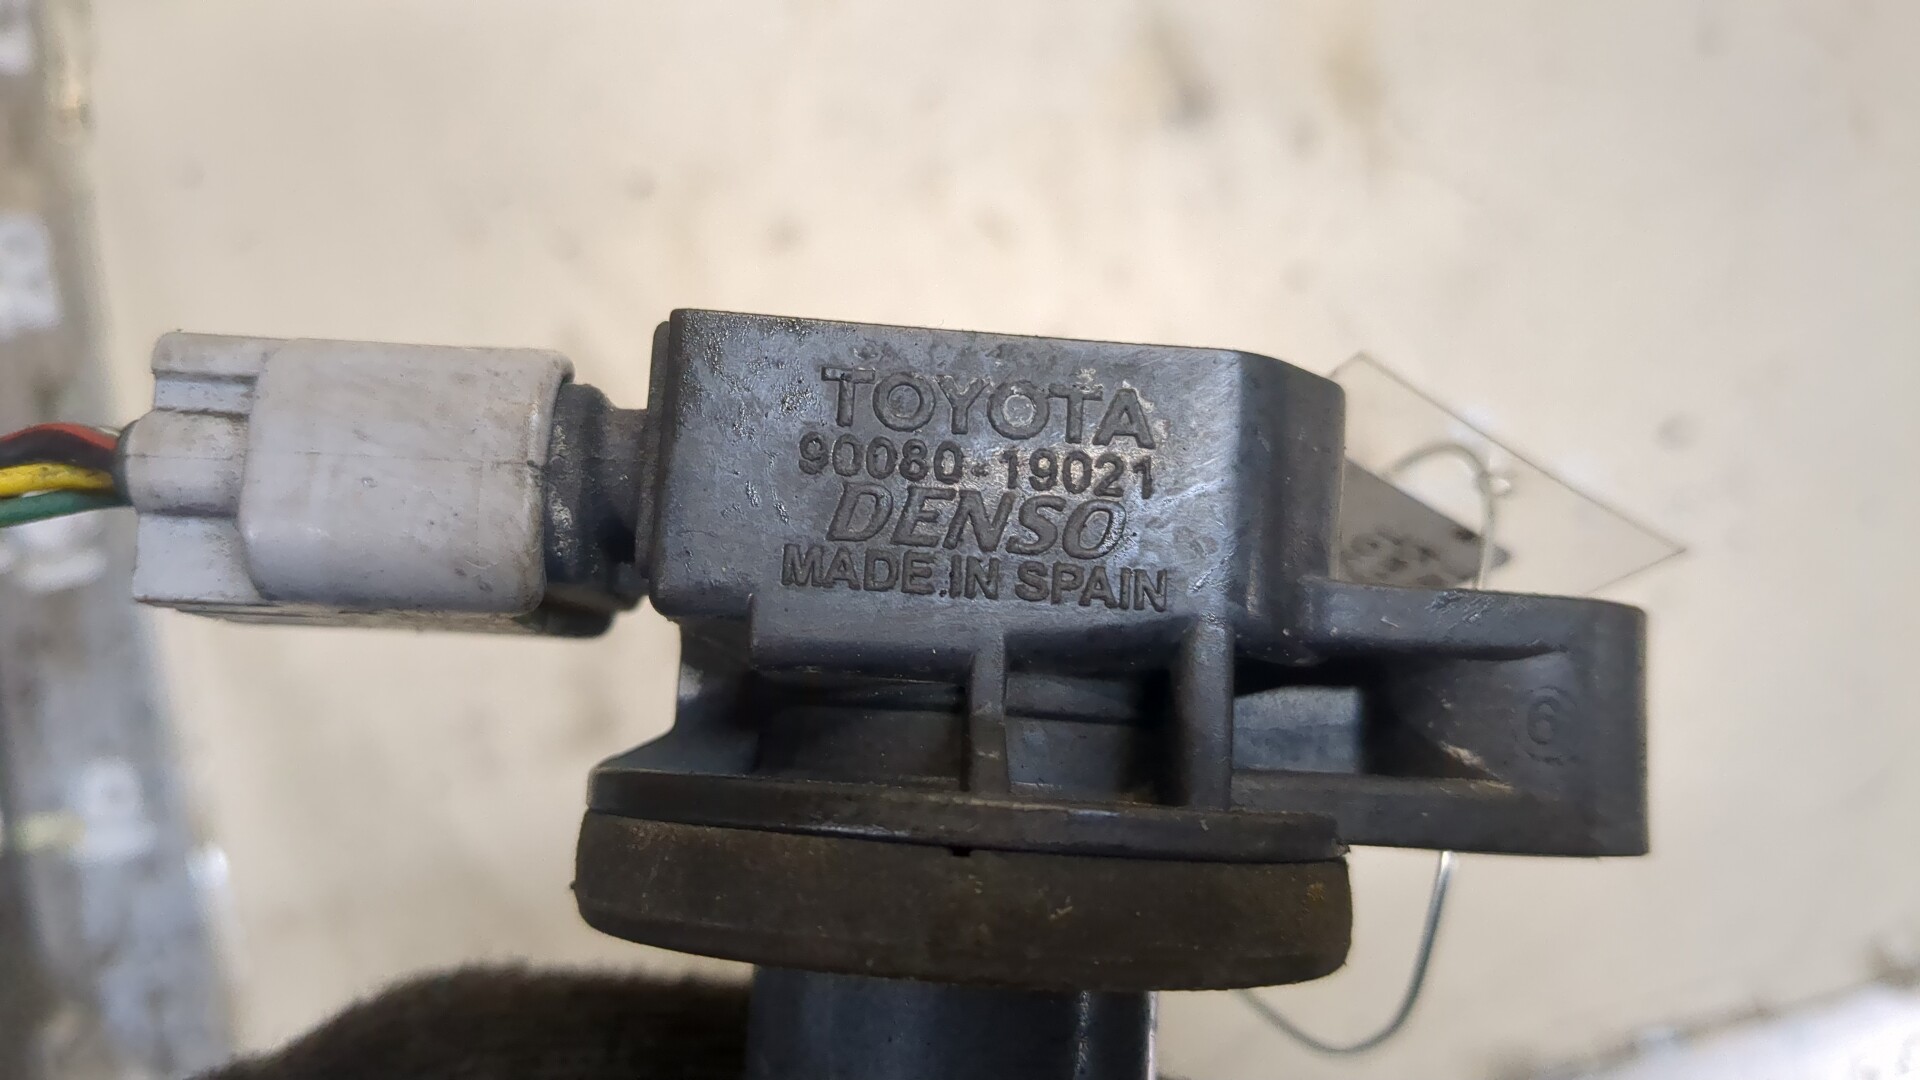 TOYOTA
90080-19021
DENSO
MADE IN SPAIN
6